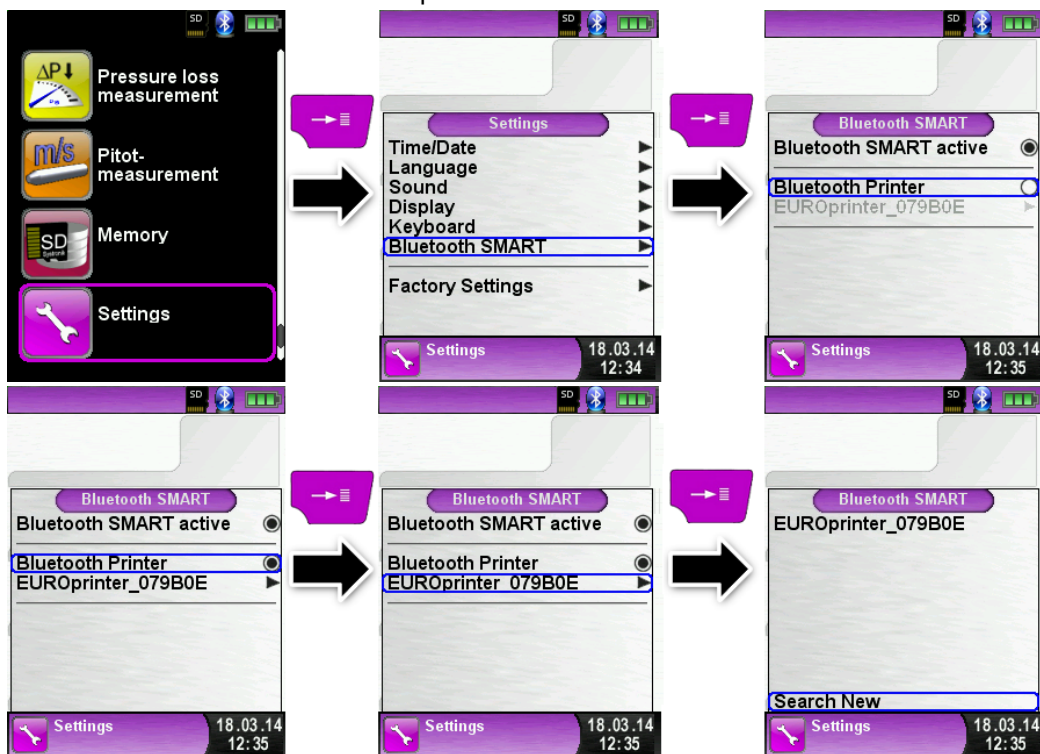 SD
ΔP↓
Pressure loss
measurement
m/s
Pitot-
measurement
SD
Systronik
Memory
Settings
SD
Settings
Time/Date
Language
Sound
Display
Keyboard
Bluetooth SMART
Factory Settings
Settings
18.03.14
12:34
SD
Bluetooth SMART
Bluetooth SMART active
Bluetooth Printer
EUROprinter_079B0E
Settings
18.03.14
12:35
SD
Bluetooth SMART
Bluetooth SMART active
Bluetooth Printer
EUROprinter_079B0E
Settings
18.03.14
12:35
SD
Bluetooth SMART
Bluetooth SMART active
Bluetooth Printer
EUROprinter_079B0E
Settings
18.03.14
12:35
SD
Bluetooth SMART
EUROprinter_079B0E
Search New
Settings
18.03.14
12:35